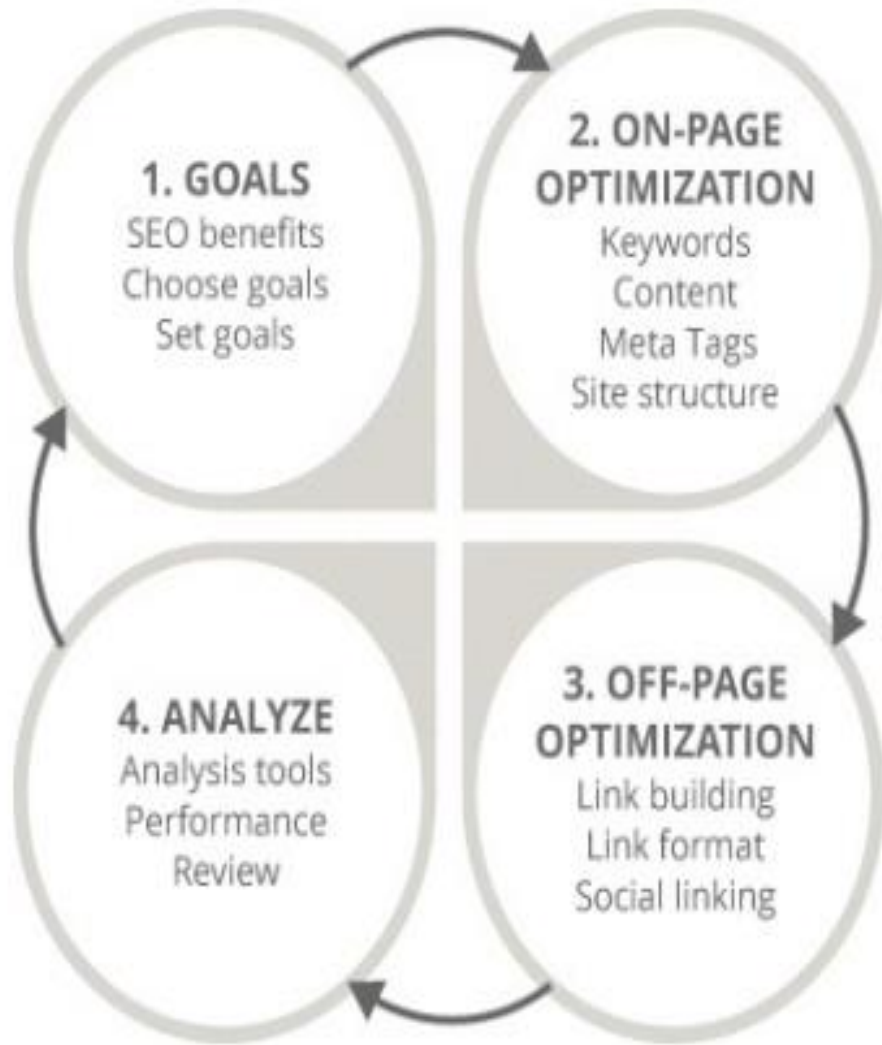 1. GOALS
SEO benefits
Choose goals
Set goals
2. ON-PAGE
OPTIMIZATION
Keywords
Content
Meta Tags
Site structure
3. OFF-PAGE
OPTIMIZATION
Link building
Link format
Social linking
4. ANALYZE
Analysis tools
Performance
Review